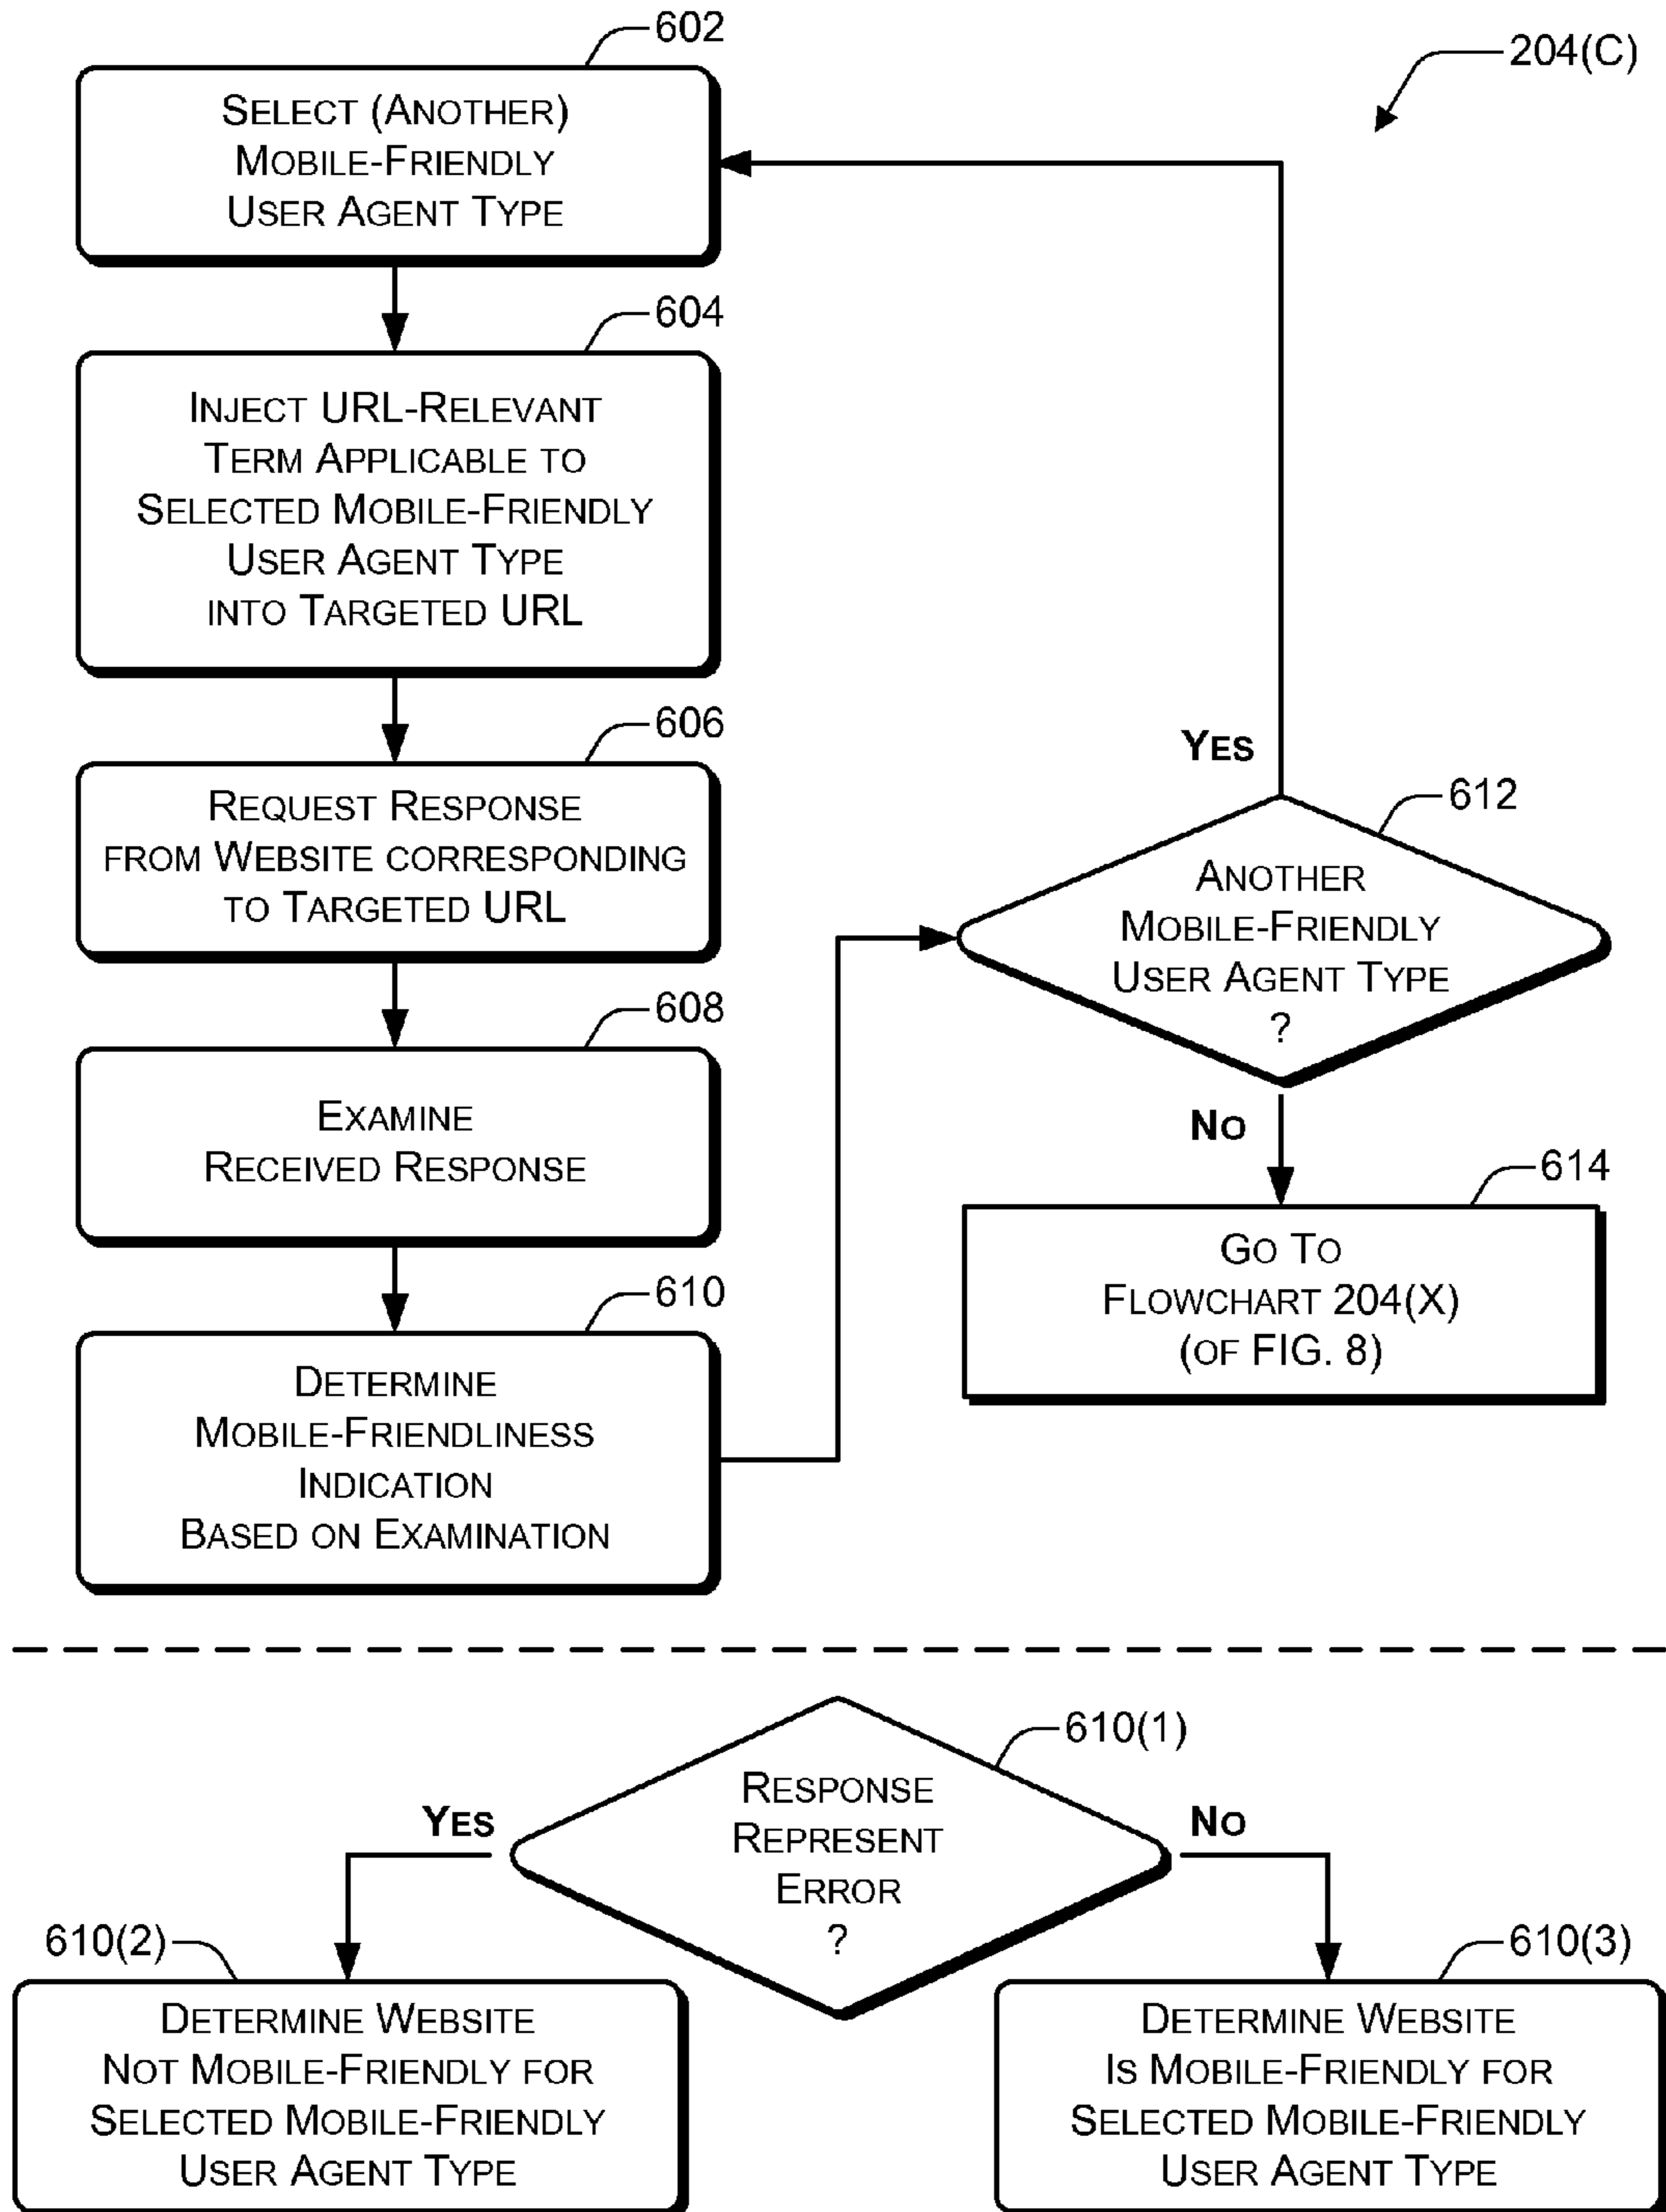 602
204(C)
SELECT (ANOTHER)
MOBILE-FRIENDLY
USER AGENT TYPE
604
INJECT URL-RELEVANT
TERM APPLICABLE TO
SELECTED MOBILE-FRIENDLY
USER AGENT TYPE
INTO TARGETED URL
606
REQUEST RESPONSE
FROM WEBSITE CORRESPONDING
TO TARGETED URL
608
EXAMINE
RECEIVED RESPONSE
610
DETERMINE
MOBILE-FRIENDLINESS
INDICATION
BASED ON EXAMINATION
YES
612
ANOTHER
MOBILE-FRIENDLY
USER AGENT TYPE
?
NO
614
GO TO
FLOWCHART 204(X)
(OF FIG. 8)
610(1)
RESPONSE
REPRESENT
ERROR
?
YES
NO
610(2)
DETERMINE WEBSITE
NOT MOBILE-FRIENDLY FOR
SELECTED MOBILE-FRIENDLY
USER AGENT TYPE
610(3)
DETERMINE WEBSITE
IS MOBILE-FRIENDLY FOR
SELECTED MOBILE-FRIENDLY
USER AGENT TYPE